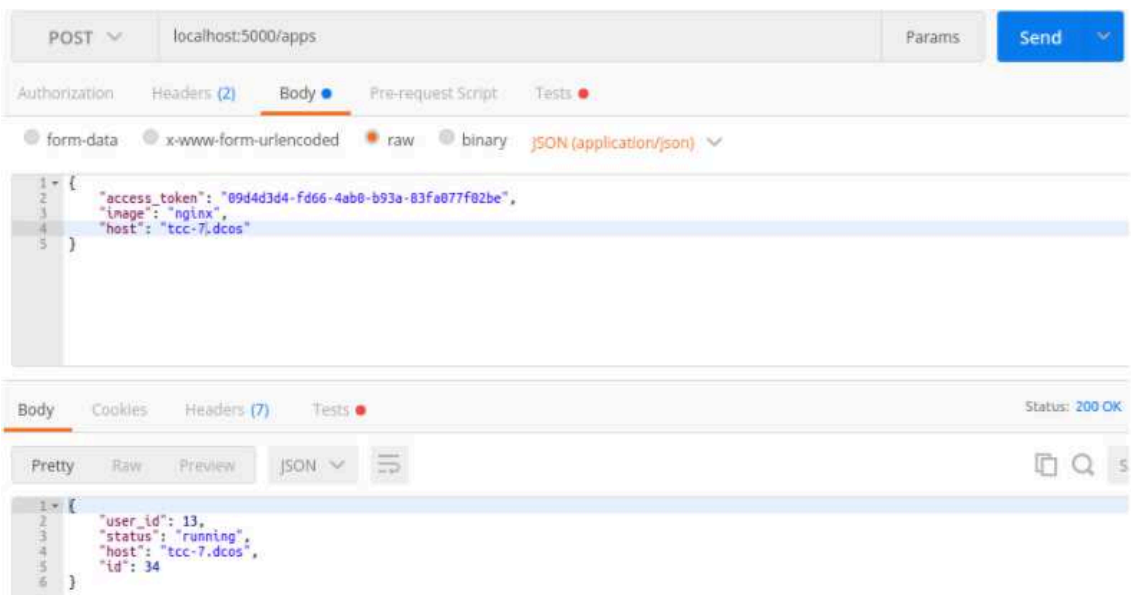 POST localhost:5000/apps Params Send
Authorization Headers (2) Body Pre-request Script Tests
form-data x-www-form-urlencoded raw binary JSON (application/json)
1 {
2 "access_token": "09d4d3d4-fd66-4ab0-b93a-83fa077f02be",
3 "image": "nginx",
4 "host": "tcc-7.dcos"
5 }
Body Cookies Headers (7) Tests Status: 200 OK
Pretty Raw Preview JSON S
1 {
2 "user_id": 13,
3 "status": "running",
4 "host": "tcc-7.dcos",
5 "id": 34
6 }